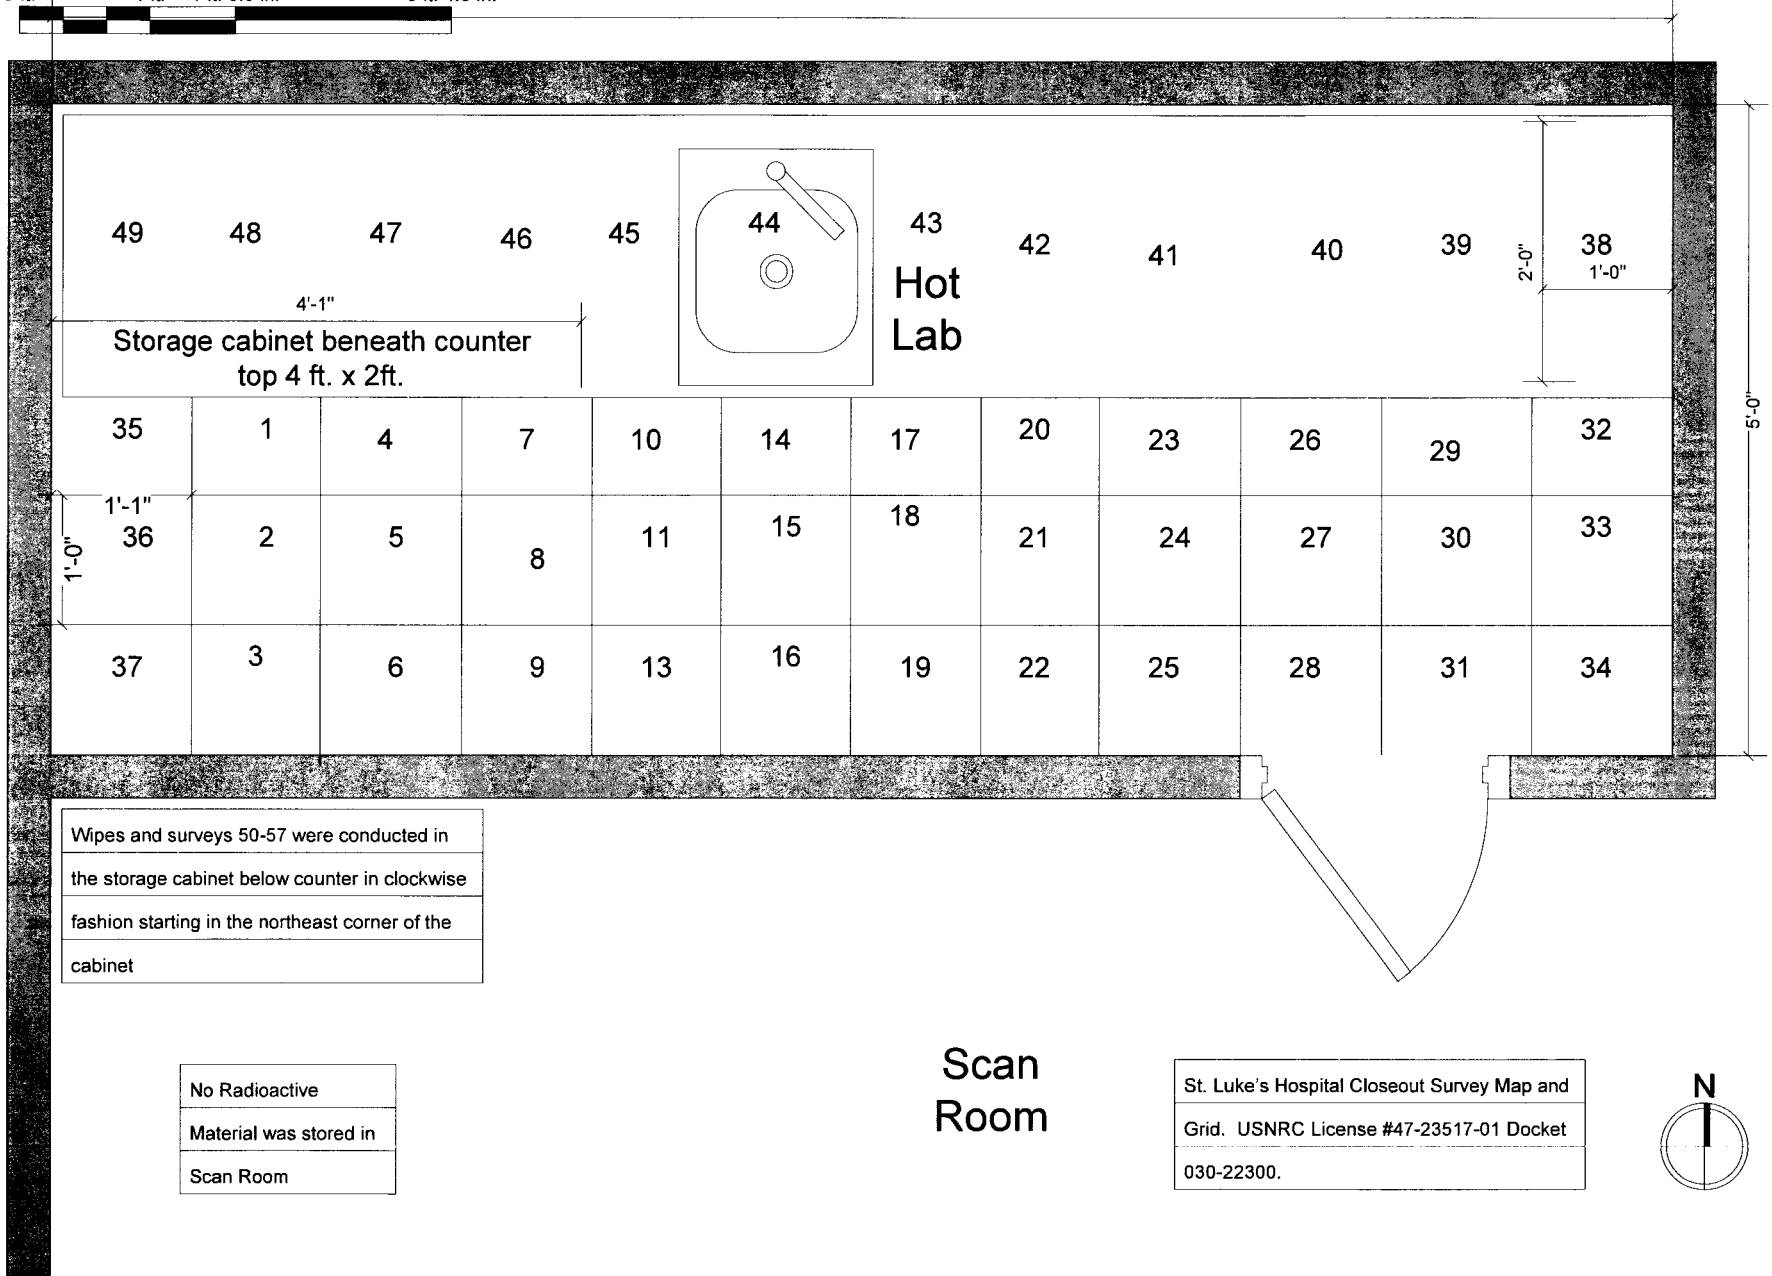 49 48 47 46 45 44 43 42 41 40 39 38
Hot
Lab
2'-0"
1'-0"
4'-1"
Storage cabinet beneath counter
top 4 ft. x 2ft.
5'-0"
35 1 4 7 10 14 17 20 23 26 29 32
1'-1"
36 2 5 8 11 15 18 21 24 27 30 33
1'-0"
37 3 6 9 13 16 19 22 25 28 31 34
Wipes and surveys 50-57 were conducted in
the storage cabinet below counter in clockwise
fashion starting in the northeast corner of the
cabinet
No Radioactive
Material was stored in
Scan Room
Scan
Room
St. Luke's Hospital Closeout Survey Map and
Grid. USNRC License #47-23517-01 Docket
030-22300.
N